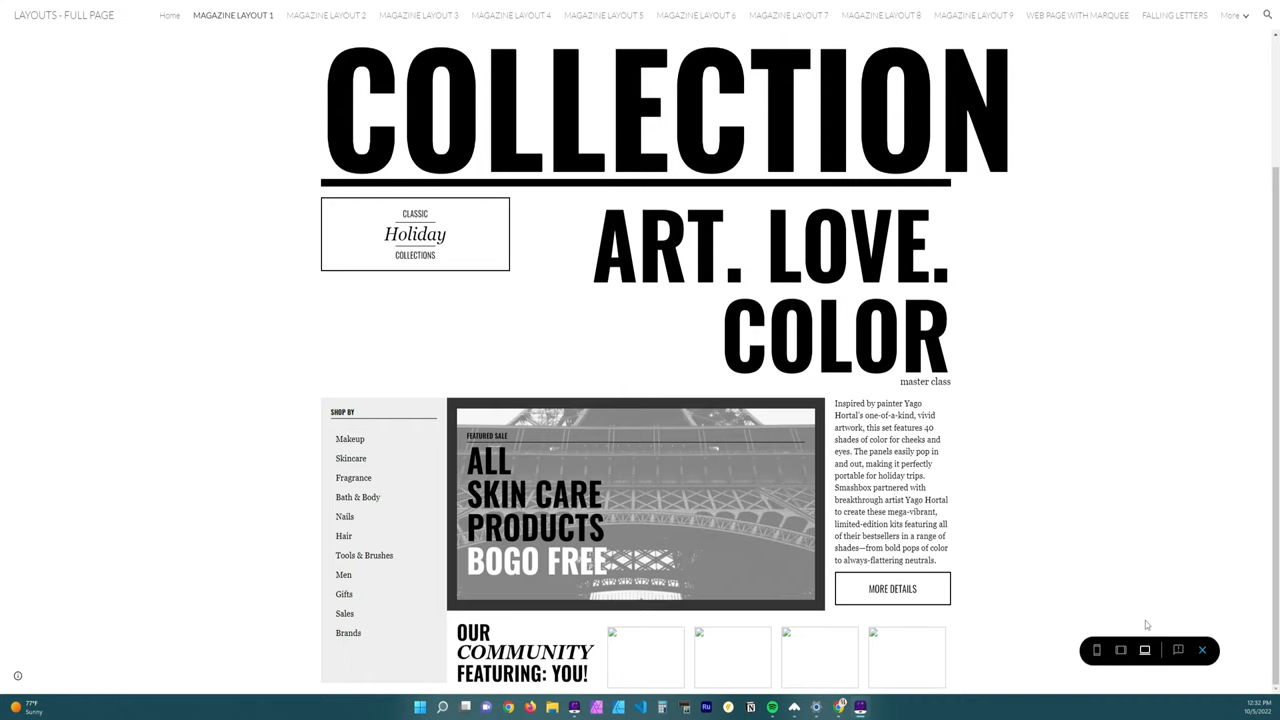 LAYOUTS - FULL PAGE
Home MAGAZINE LAYOUT 1 MAGAZINE LAYOUT 2 MAGAZINE LAYOUT 3 MAGAZINE LAYOUT 4 MAGAZINE LAYOUT 5 MAGAZINE LAYOUT 6 MAGAZINE LAYOUT 7 MAGAZINE LAYOUT 8 MAGAZINE LAYOUT 9 WEB PAGE WITH MARQUEE FALLING LETTERS More
COLLECTION
CLASSIC
Holiday
COLLECTIONS
ART. LOVE.
COLOR
master class
SHOP BY
Makeup
Skincare
Fragrance
Bath & Body
Nails
Hair
Tools & Brushes
Men
Gifts
Sales
Brands
FEATURED SALE
ALL
SKIN CARE
PRODUCTS
BOGO FREE
Inspired by painter Yago
Hortal's one-of-a-kind, vivid
artwork, this set features 40
shades of color for cheeks and
eyes. The panels easily pop in
and out, making it perfectly
portable for holiday trips.
Smashbox partnered with
breakthrough artist Yago Hortal
to create these mega-vibrant,
limited-edition kits featuring all
of their bestsellers in a range of
shades—from bold pops of color
to always-flattering neutrals.
MORE DETAILS
OUR
COMMUNITY
FEATURING: YOU!
77°F
Sunny
Ru
12:32 PM
10/5/2022